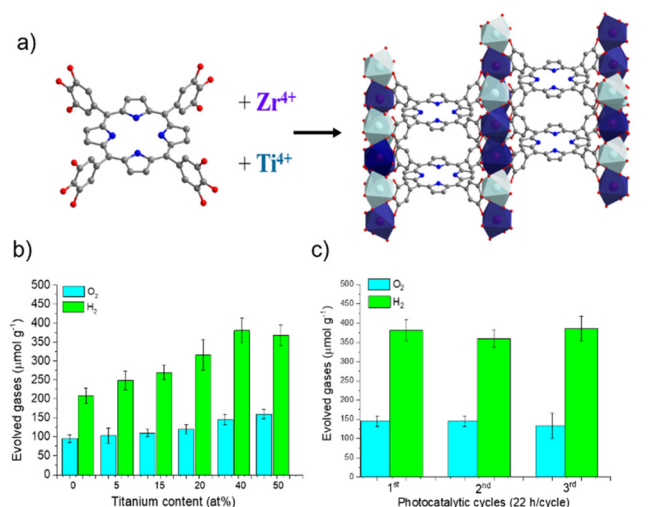 a)
+ Zr⁴⁺
+ Ti⁴⁺
b)
O₂
H₂
Evolved gases (μmol g⁻¹)
500
450
400
350
300
250
200
150
100
50
0
0 5 15 20 40 50
Titanium content (at%)
c)
O₂
H₂
Evolved gases (μmol g⁻¹)
500
450
400
350
300
250
200
150
100
50
0
1ˢᵗ 2ⁿᵈ 3ʳᵈ
Photocatalytic cycles (22 h/cycle)